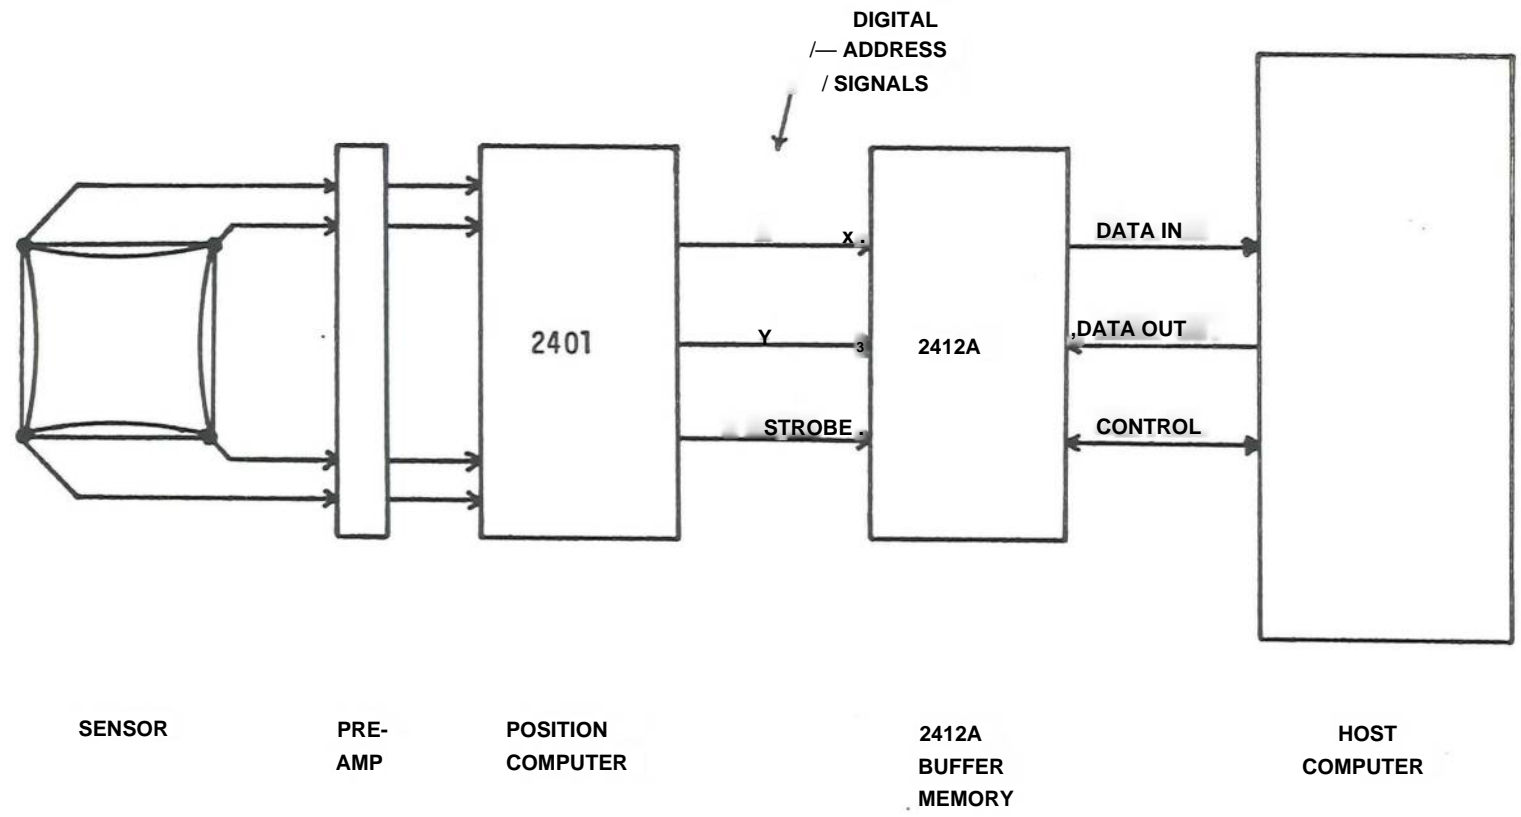 DIGITAL
/— ADDRESS
/ SIGNALS
X .
DATA IN
Y
3
2401
2412A
,DATA OUT
STROBE .
CONTROL
SENSOR
PRE-
AMP
POSITION
COMPUTER
2412A
BUFFER
MEMORY
HOST
COMPUTER